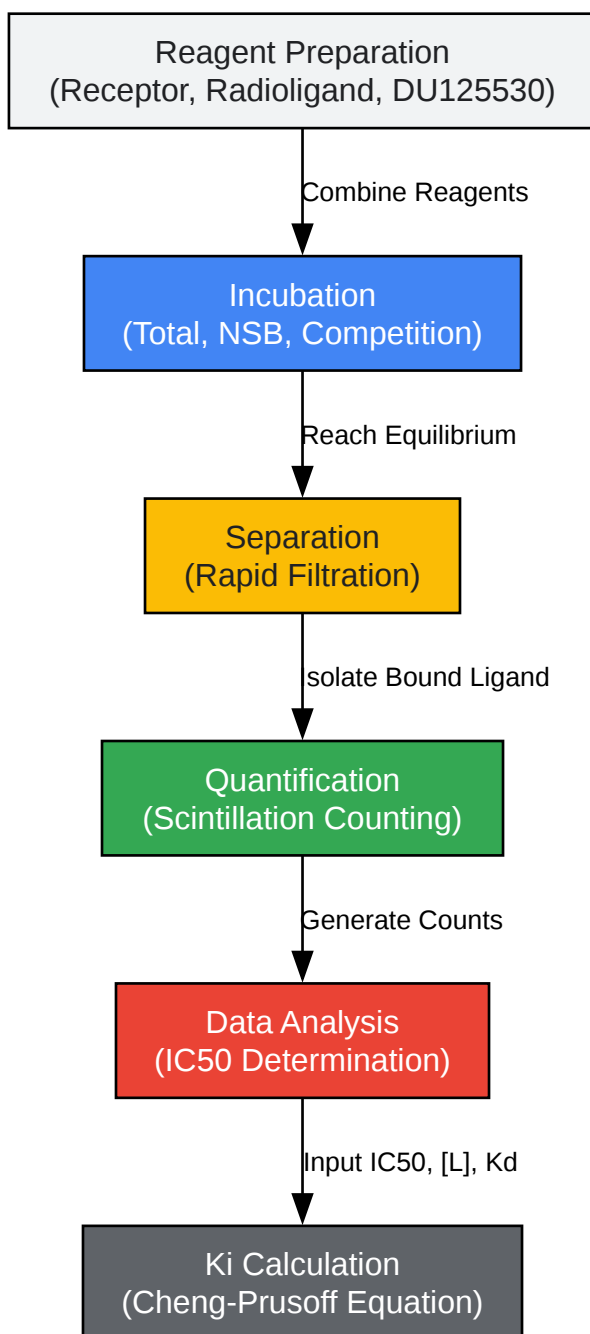 Reagent Preparation
(Receptor, Radioligand, DU125530)
Combine Reagents
Incubation
(Total, NSB, Competition)
Reach Equilibrium
Separation
(Rapid Filtration)
Isolate Bound Ligand
Quantification
(Scintillation Counting)
Generate Counts
Data Analysis
(IC50 Determination)
Input IC50, [L], Kd
Ki Calculation
(Cheng-Prusoff Equation)